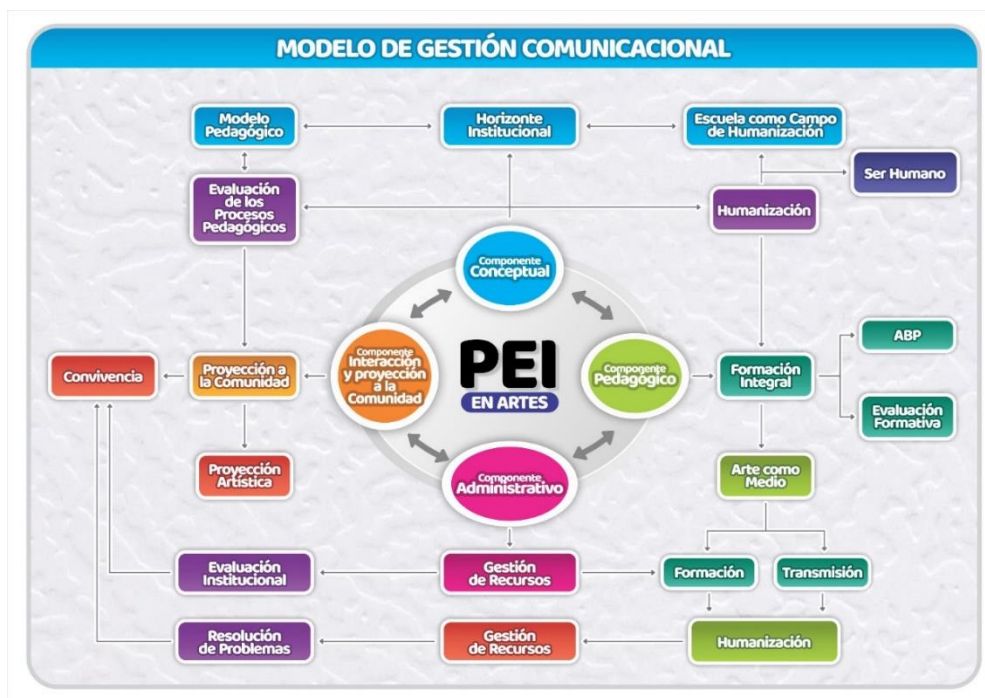 MODELO DE GESTIÓN COMUNICACIONAL
Modelo
Pedagógico
Horizonte
Institucional
Escuela como Campo
de Humanización
Ser Humano
Evaluación
de los
Procesos
Pedagógicos
Humanización
Componente
Conceptual
ABP
Convivencia
Proyección a
la Comunidad
Componente
Interacción
y proyección
a la
Comunidad
PEI
EN ARTES
Compogente
Pedagógico
Formación
Integral
Evaluación
Formativa
Proyección
Artística
Componente
Administrativo
Arte como
Medio
Evaluación
Institucional
Gestión
de Recursos
Formación
Transmisión
Resolución
de Problemas
Gestión
de Recursos
Humanización